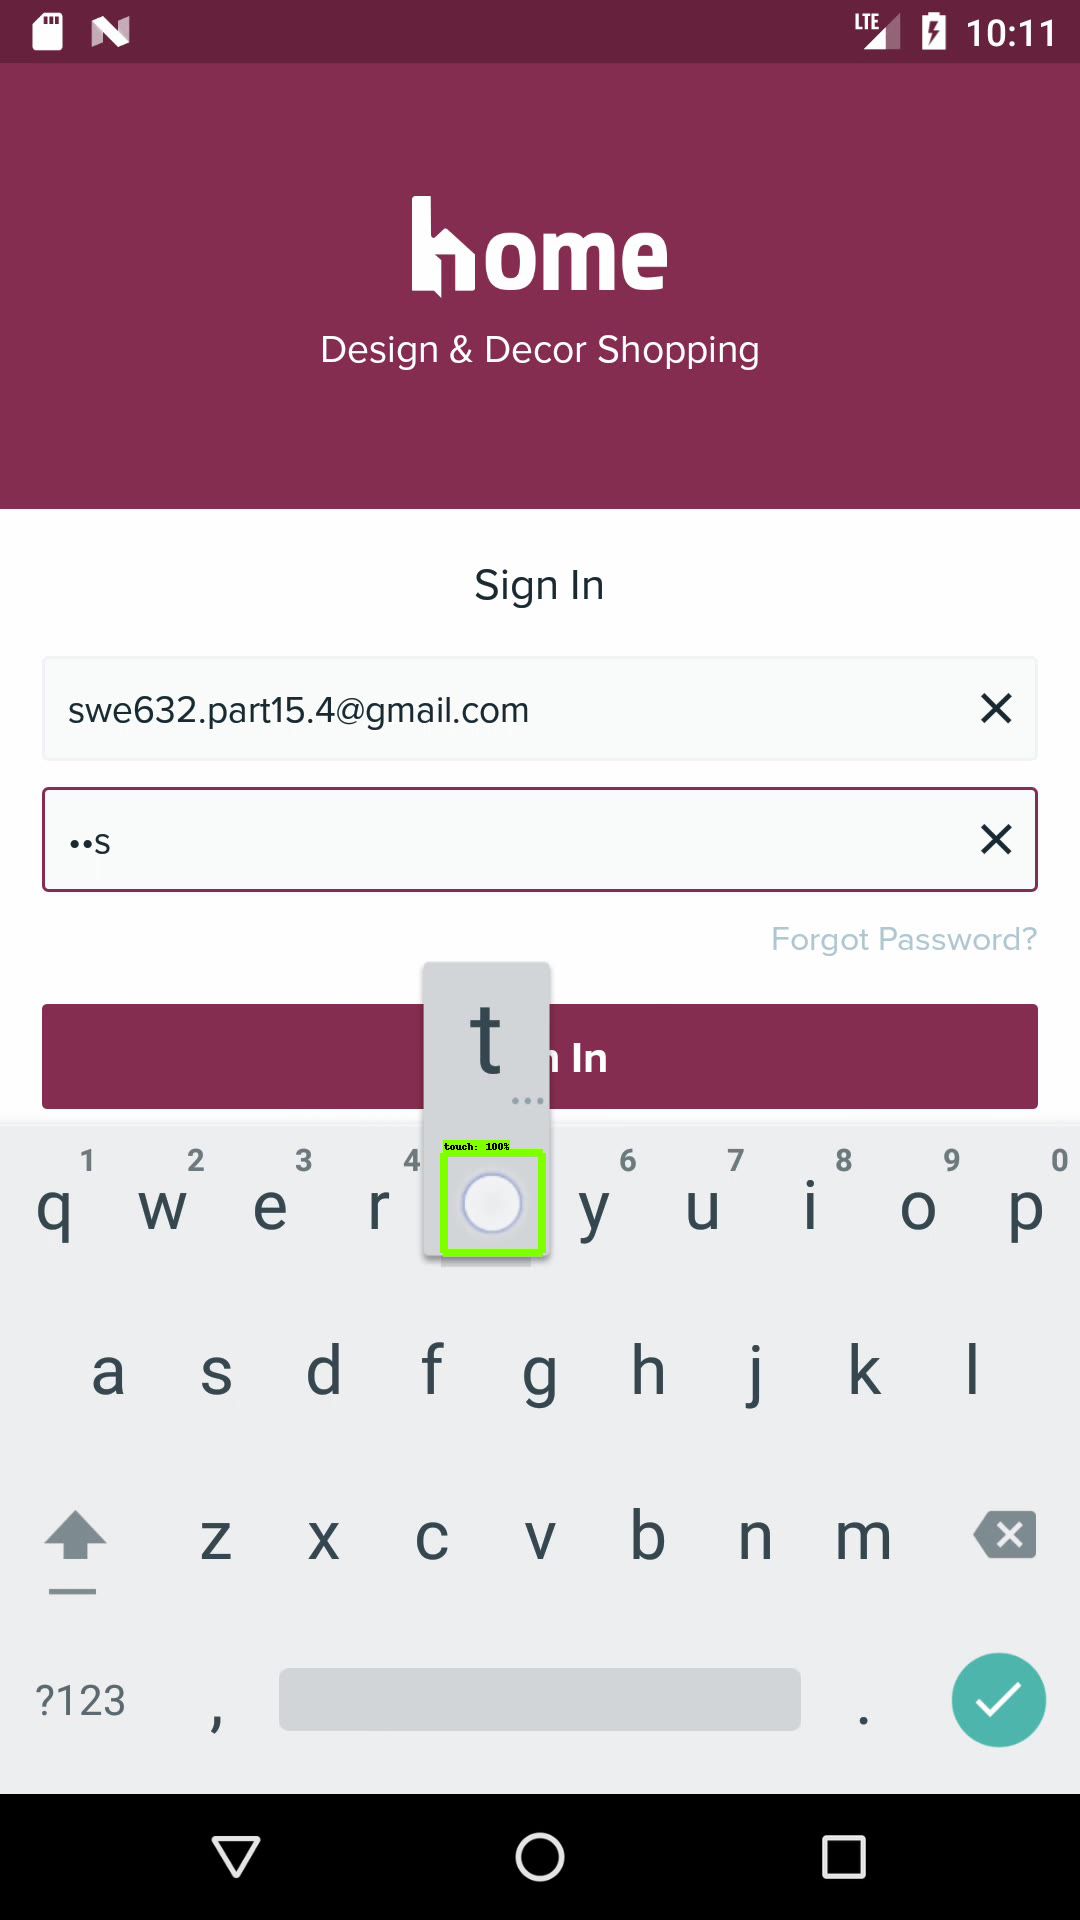 LTE 10:11
home
Design & Decor Shopping
Sign In
swe632.part15.4@gmail.com
••s
Forgot Password?
t
n In
touch: 100%
1 2 3 4 6 7 8 9 0
q w e r y u i o p
a s d f g h j k l
z x c v b n m
?123 , .